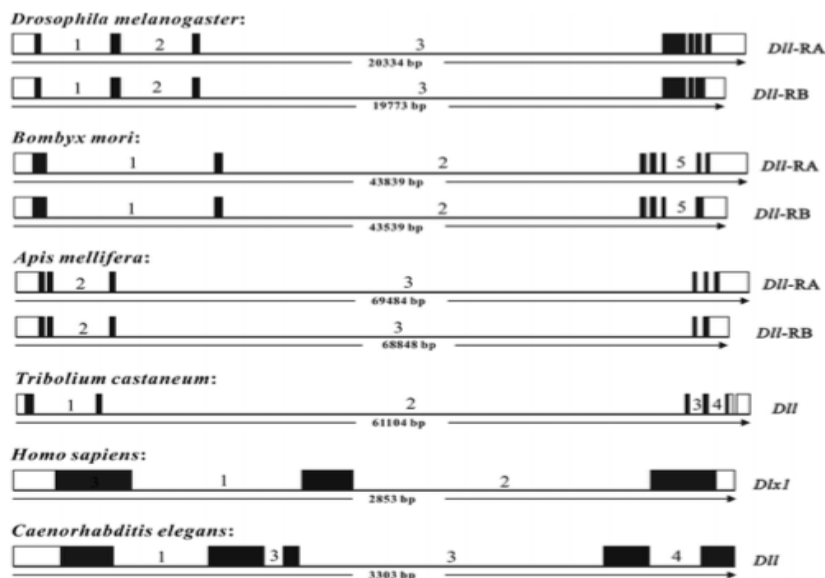 Drosophila melanogaster:
1 2 3 Dll-RA
20334 bp
1 2 3 Dll-RB
19773 bp
Bombyx mori:
1 2 5 Dll-RA
43839 bp
1 2 5 Dll-RB
43539 bp
Apis mellifera:
2 3 Dll-RA
69484 bp
2 3 Dll-RB
68848 bp
Tribolium castaneum:
1 2 3 4 Dll
61104 bp
Homo sapiens:
3 1 2 Dlx1
2853 bp
Caenorhabditis elegans:
1 3 3 4 Dll
3303 bp